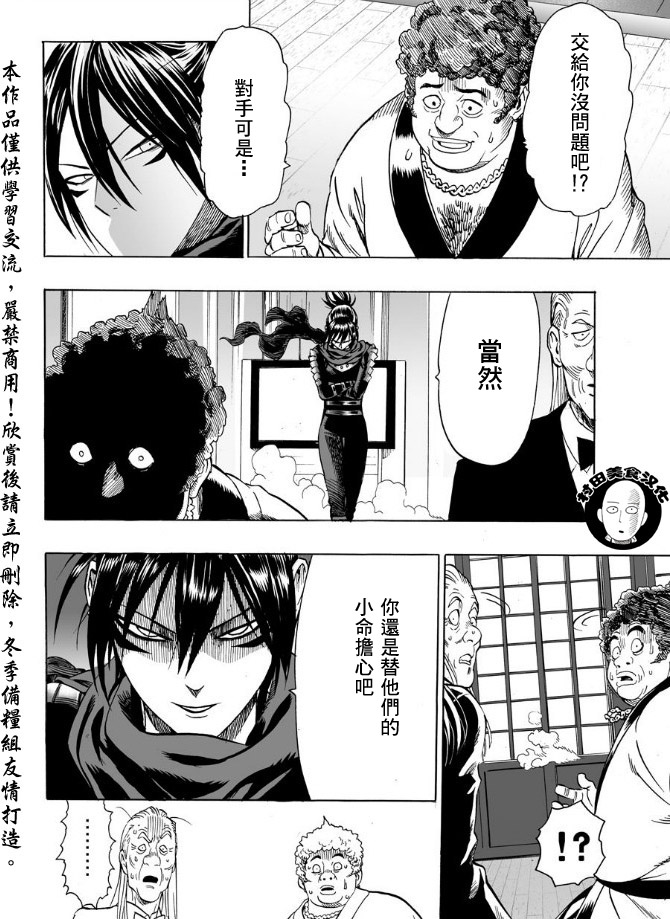 交給你沒問題吧!?
對手可是…
當然
村田美食汉化
!?
你還是替他們的
小命擔心吧
……
本作品僅供學習交流，嚴禁商用！欣賞後請立即刪除，冬季備糧組友情打造。